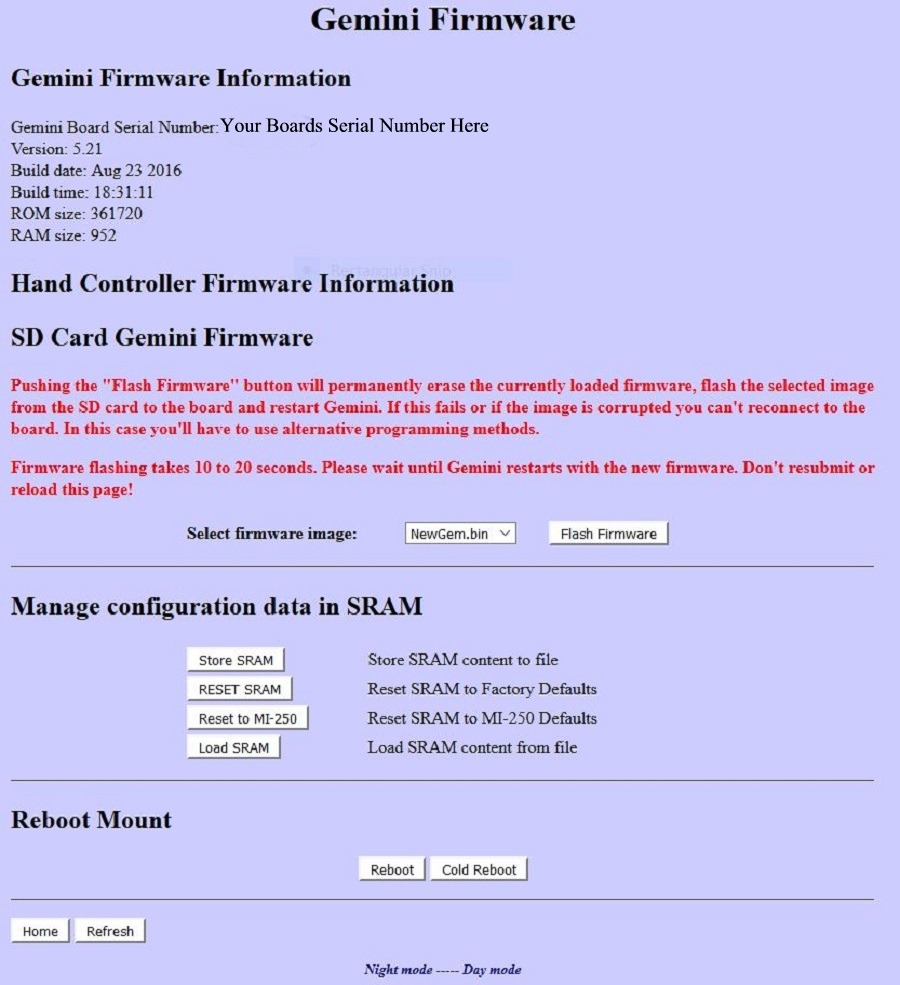 Gemini Firmware
Gemini Firmware Information
Gemini Board Serial Number:Your Boards Serial Number Here
Version: 5.21
Build date: Aug 23 2016
Build time: 18:31:11
ROM size: 361720
RAM size: 952
Rectangular Snip
Hand Controller Firmware Information
SD Card Gemini Firmware
Pushing the "Flash Firmware" button will permanently erase the currently loaded firmware, flash the selected image
from the SD card to the board and restart Gemini. If this fails or if the image is corrupted you can't reconnect to the
board. In this case you'll have to use alternative programming methods.
Firmware flashing takes 10 to 20 seconds. Please wait until Gemini restarts with the new firmware. Don't resubmit or
reload this page!
Select firmware image: NewGem.bin Flash Firmware
Manage configuration data in SRAM
Store SRAM Store SRAM content to file
RESET SRAM Reset SRAM to Factory Defaults
Reset to MI-250 Reset SRAM to MI-250 Defaults
Load SRAM Load SRAM content from file
Reboot Mount
Reboot Cold Reboot
Home Refresh
Night mode ----- Day mode